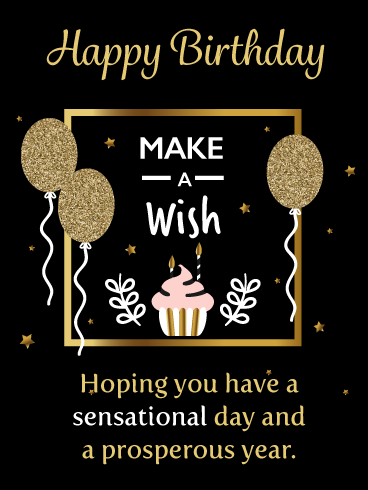 Happy Birthday
MAKE
A
Wish
Hoping you have a
sensational day and
a prosperous year.